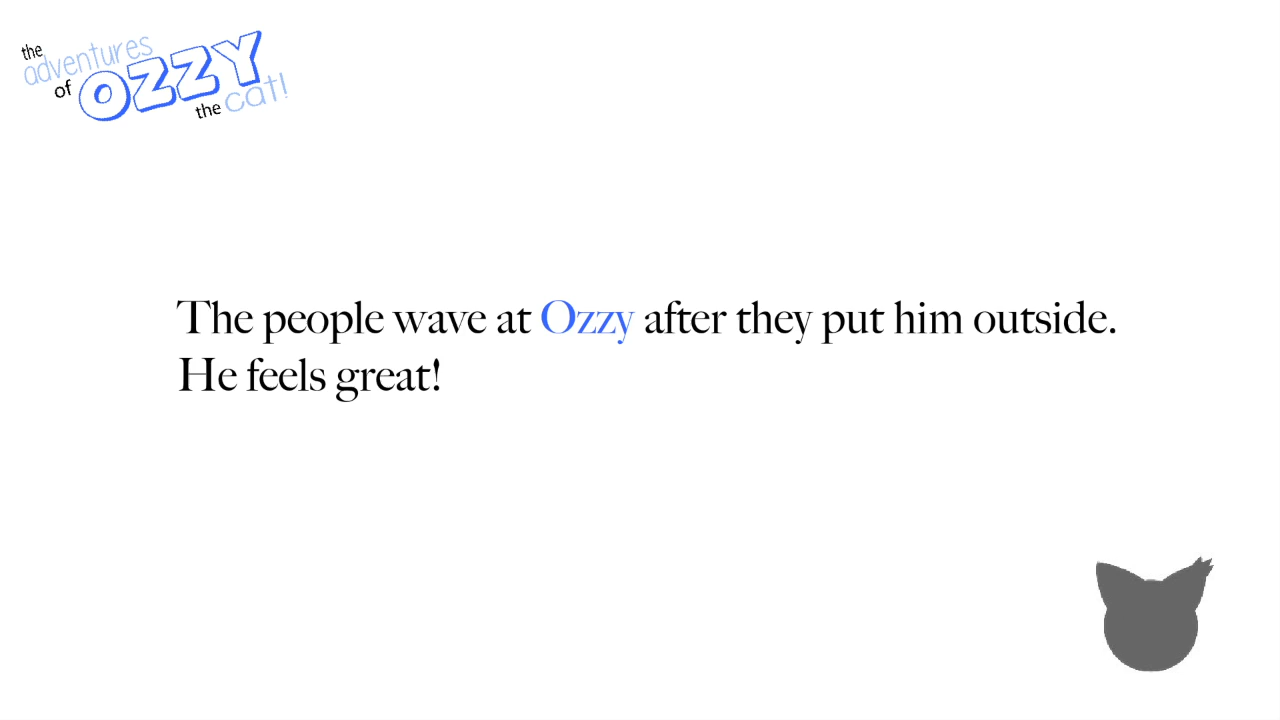 the
adventures
of OZZY
the cat!
The people wave at Ozzy after they put him outside.
He feels great!